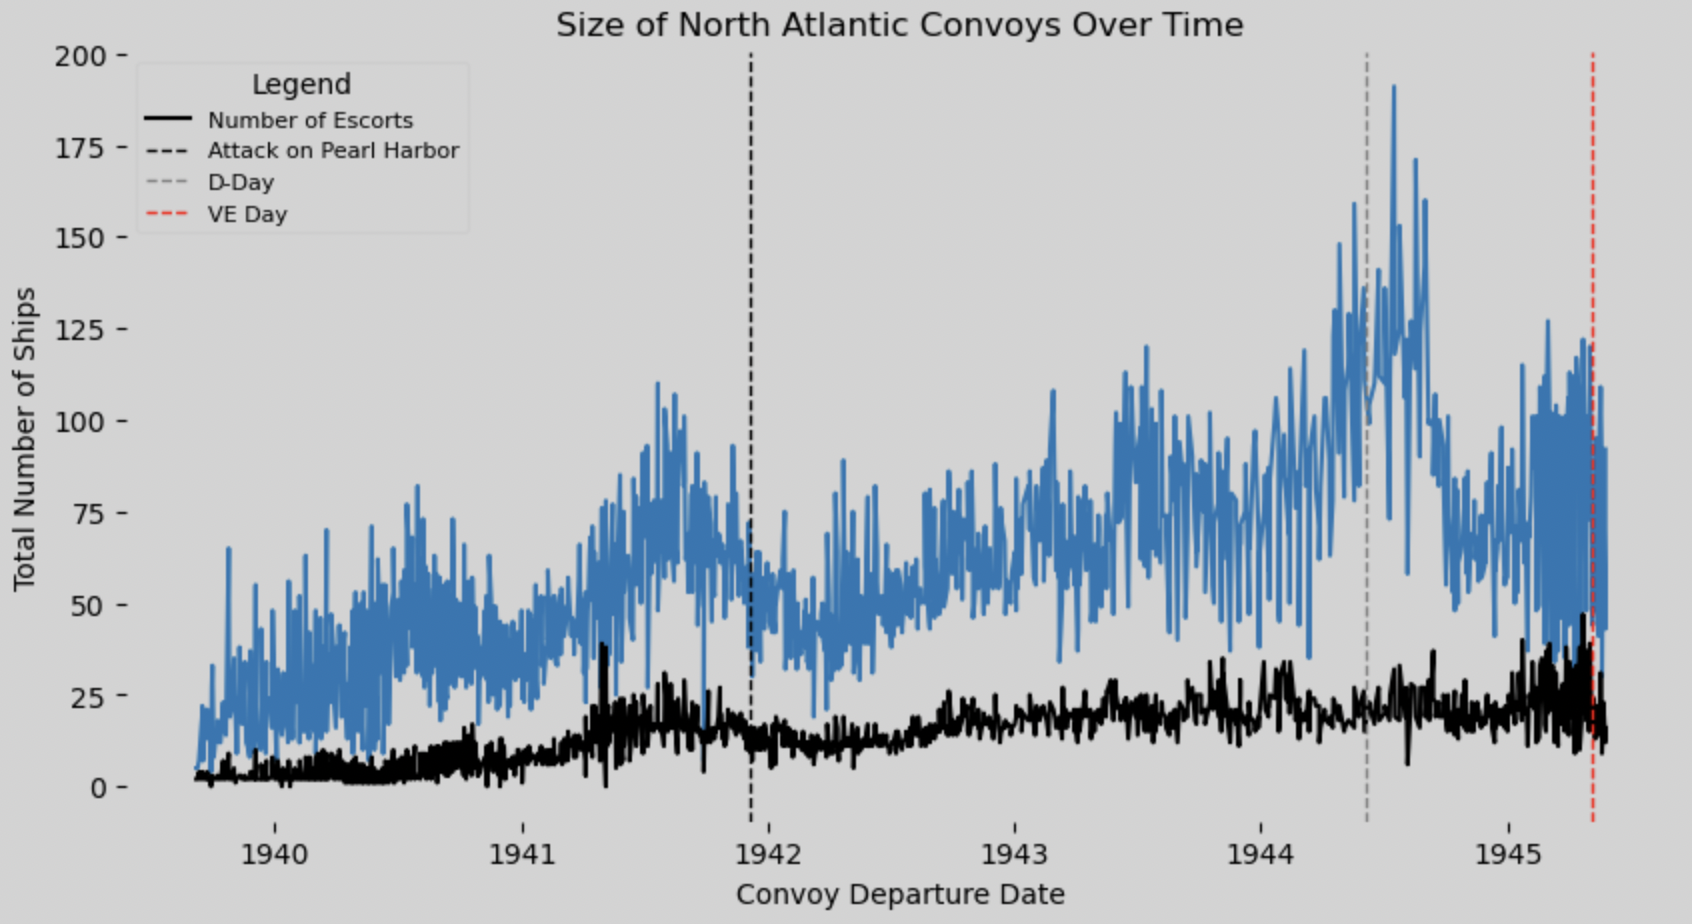 Size of North Atlantic Convoys Over Time
200
175
150
125
100
75
50
25
0
Total Number of Ships
Legend
Number of Escorts
Attack on Pearl Harbor
D-Day
VE Day
1940 1941 1942 1943 1944 1945
Convoy Departure Date